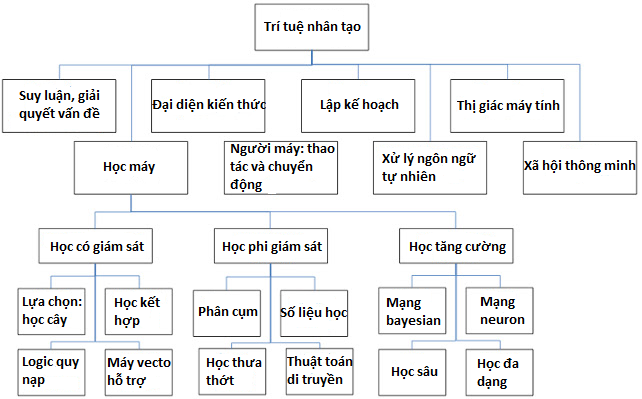 Trí tuệ nhân tạo
Suy luận, giải
quyết vấn đề
Đại diện kiến thức
Lập kế hoạch
Thị giác máy tính
Học máy
Người máy: thao
tác và chuyển
động
Xử lý ngôn ngữ
tự nhiên
Xã hội thông minh
Học có giám sát
Học phi giám sát
Học tăng cường
Lựa chọn:
học cây
Học kết
hợp
Phân cụm
Số liệu học
Mạng
bayesian
Mạng
neuron
Logic quy
nạp
Máy vecto
hỗ trợ
Học thưa
thớt
Thuật toán
di truyền
Học sâu
Học đa
dạng